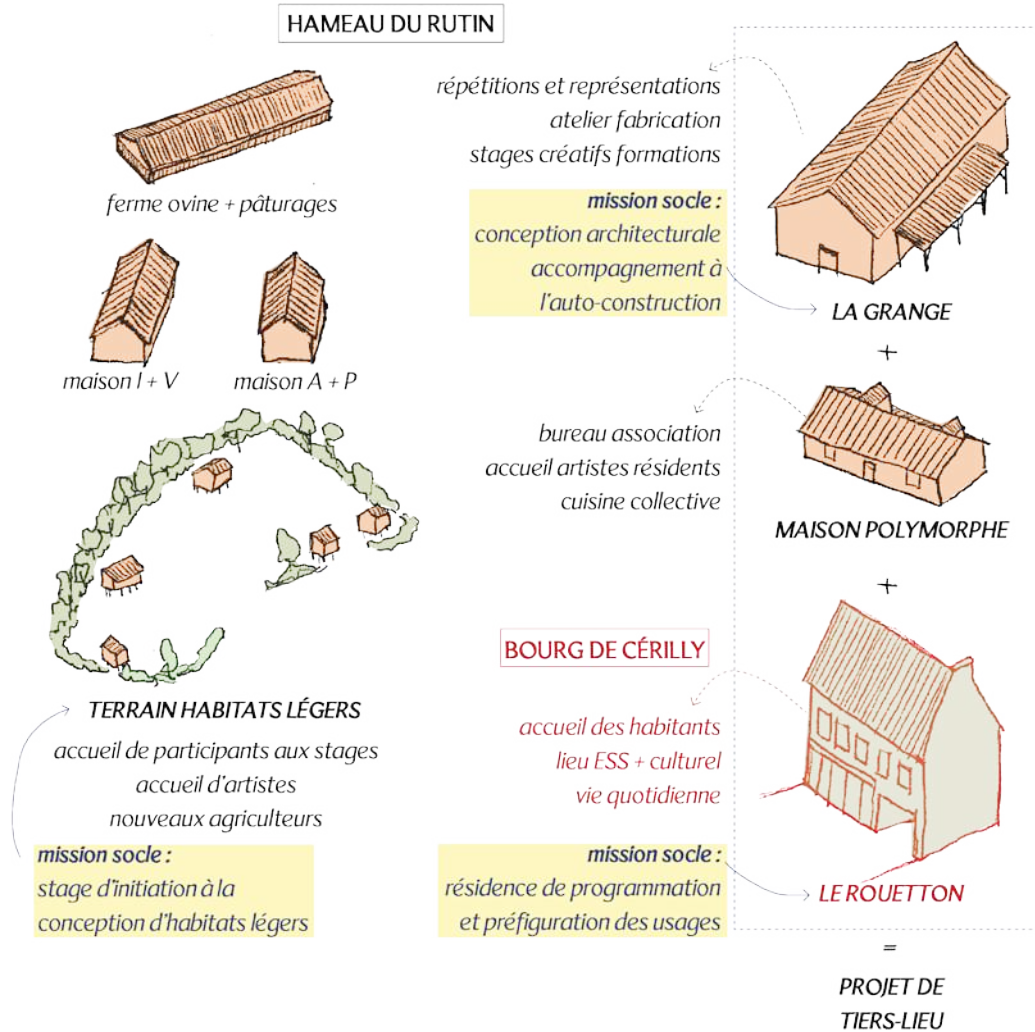 HAMEAU DU RUTIN
ferme ovine + pâturages
maison I + V
maison A + P
TERRAIN HABITATS LÉGERS
accueil de participants aux stages
accueil d'artistes
nouveaux agriculteurs
mission socle :
stage d'initiation à la
conception d'habitats légers
répétitions et représentations
atelier fabrication
stages créatifs formations
mission socle :
conception architecturale
accompagnement à
l'auto-construction
LA GRANGE
+
bureau association
accueil artistes résidents
cuisine collective
MAISON POLYMORPHE
+
BOURG DE CÉRILLY
accueil des habitants
lieu ESS + culturel
vie quotidienne
mission socle :
résidence de programmation
et préfiguration des usages
LE ROUETTON
=
PROJET DE
TIERS-LIEU